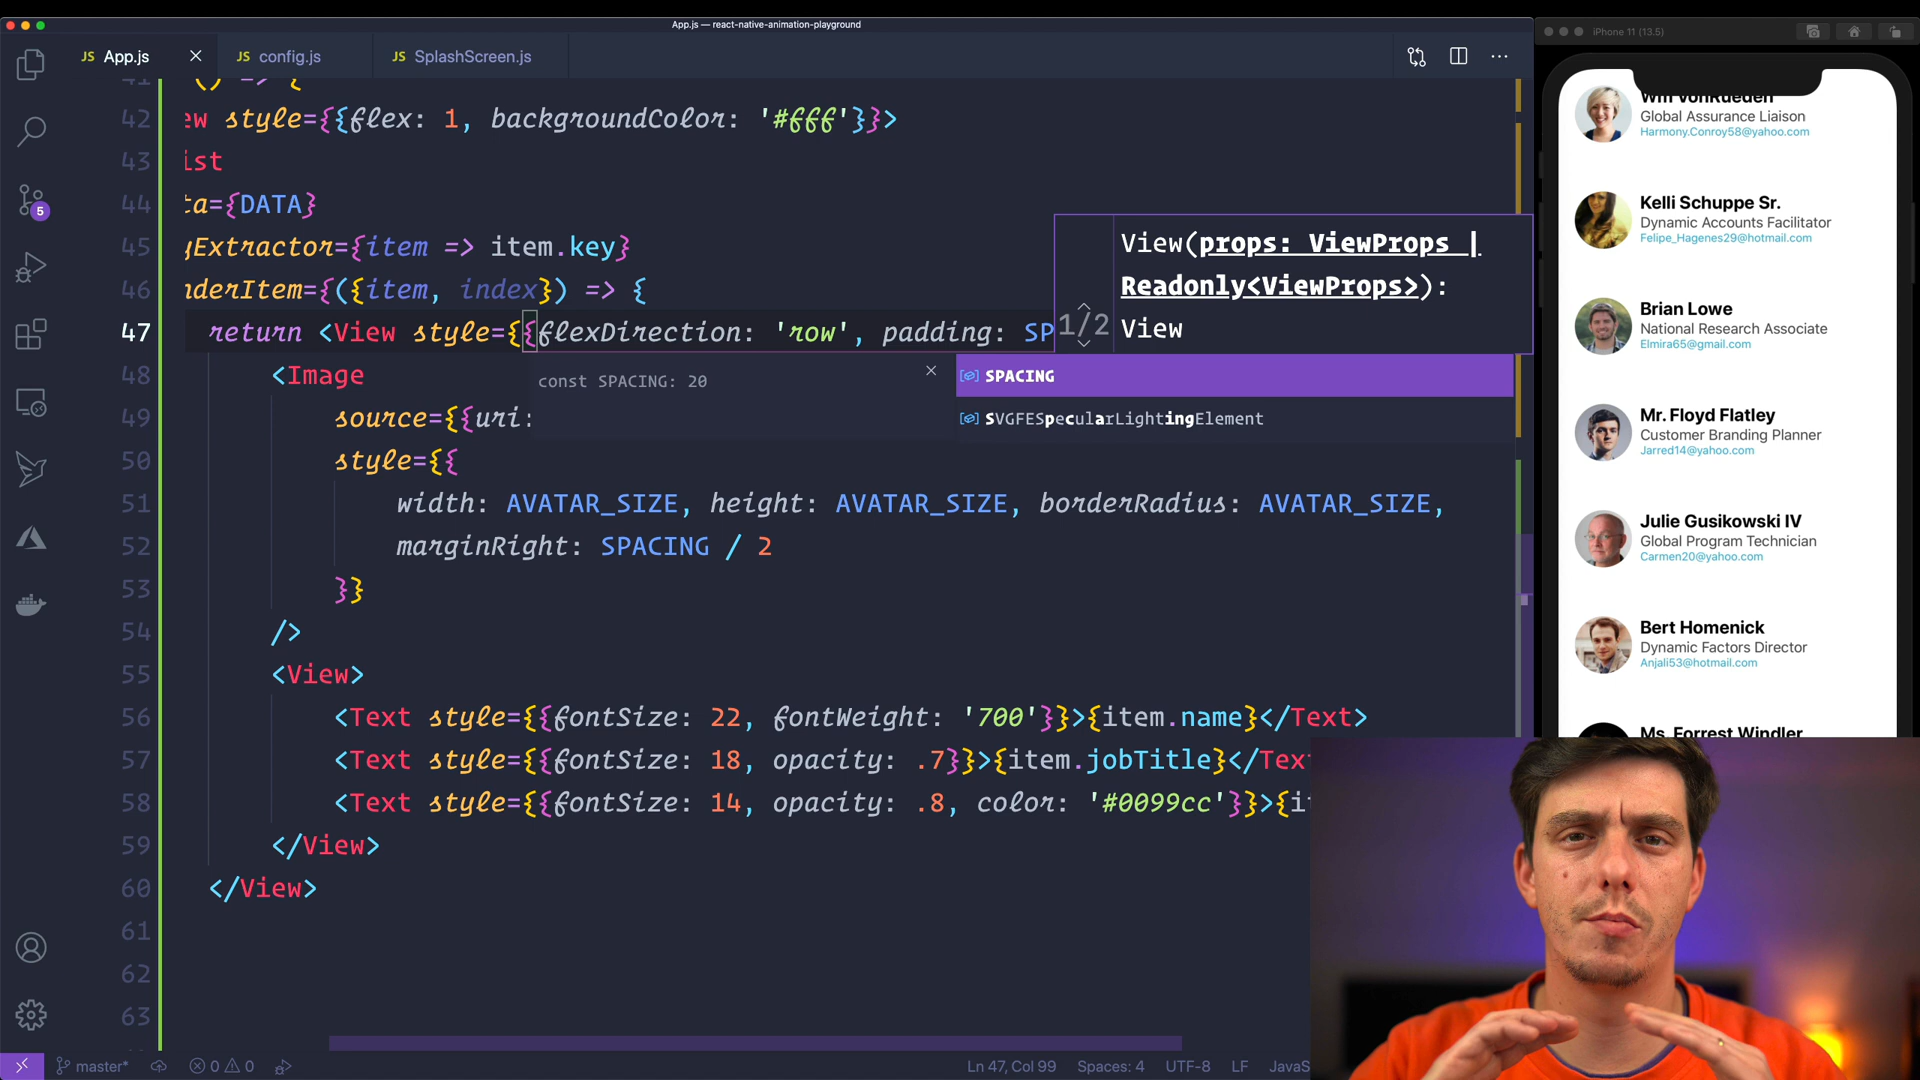 App.js — react-native-animation-playground
JS App.js
JS config.js
JS SplashScreen.js
41 () => {
42 ew style={{flex: 1, backgroundColor: '#fff'}}>
43 ist
44 ta={DATA}
45 yExtractor={item => item.key}
46 nderItem={({item, index}) => {
47 return <View style={{flexDirection: 'row', padding: SP
48 <Image
49 source={{uri:
50 style={{
51 width: AVATAR_SIZE, height: AVATAR_SIZE, borderRadius: AVATAR_SIZE,
52 marginRight: SPACING / 2
53 }}
54 />
55 <View>
56 <Text style={{fontSize: 22, fontWeight: '700'}}>{item.name}</Text>
57 <Text style={{fontSize: 18, opacity: .7}}>{item.jobTitle}</Text
58 <Text style={{fontSize: 14, opacity: .8, color: '#0099cc'}}>{it
59 </View>
60 </View>
61
62
63
View(props: ViewProps |
Readonly<ViewProps>):
View
1/2
const SPACING: 20
SPACING
SVGFESpecularLightingElement
5
master*
0 0
Ln 47, Col 99
Spaces: 4
UTF-8
LF
JavaS
iPhone 11 (13.5)
Will VonRueden
Global Assurance Liaison
Harmony.Conroy58@yahoo.com
Kelli Schuppe Sr.
Dynamic Accounts Facilitator
Felipe_Hagenes29@hotmail.com
Brian Lowe
National Research Associate
Elmira65@gmail.com
Mr. Floyd Flatley
Customer Branding Planner
Jarred14@yahoo.com
Julie Gusikowski IV
Global Program Technician
Carmen20@yahoo.com
Bert Homenick
Dynamic Factors Director
Anjali53@hotmail.com
Ms. Forrest Windler